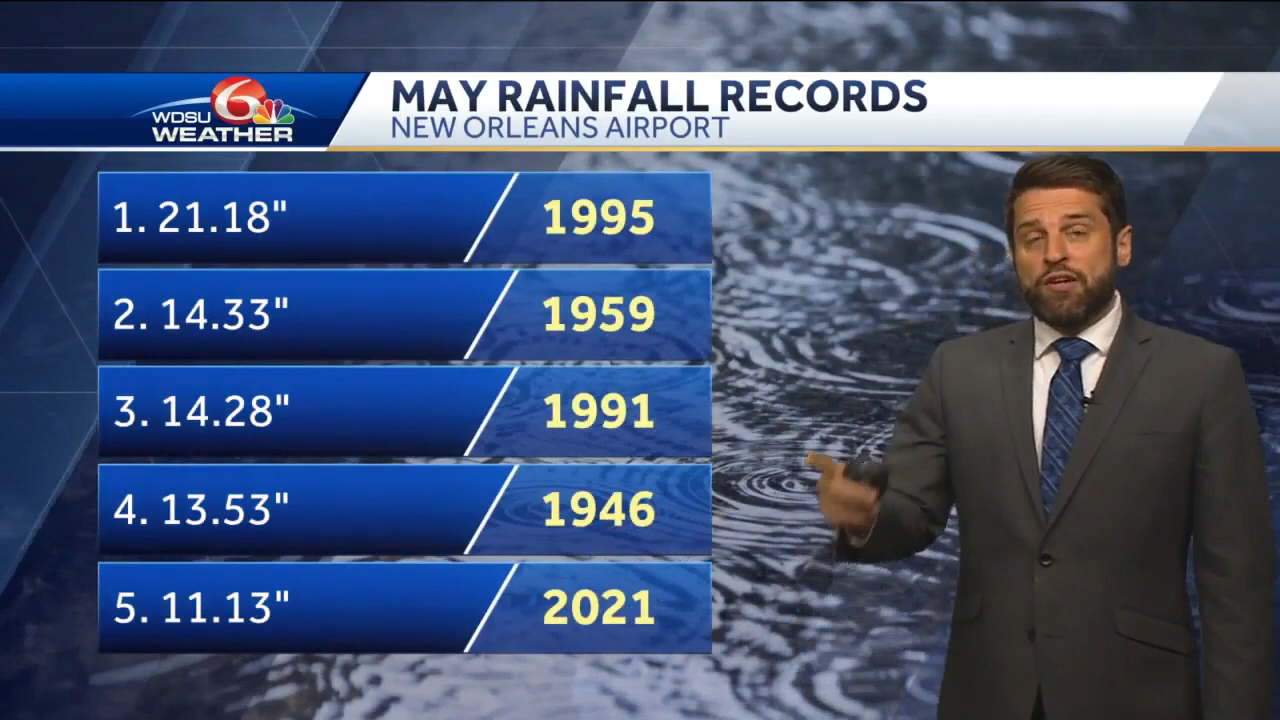 WDSU 6
WEATHER
MAY RAINFALL RECORDS
NEW ORLEANS AIRPORT
1. 21.18" 1995
2. 14.33" 1959
3. 14.28" 1991
4. 13.53" 1946
5. 11.13" 2021